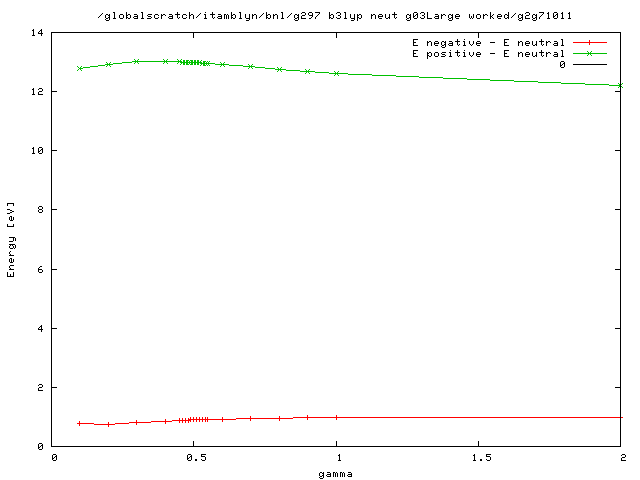 /globalscratch/itamblyn/bnl/g297 b3lyp neut g03Large worked/g2g71011
E negative - E neutral
E positive - E neutral
0
14
12
10
8
6
4
2
0
Energy [eV]
0 0.5 1 1.5 2
gamma